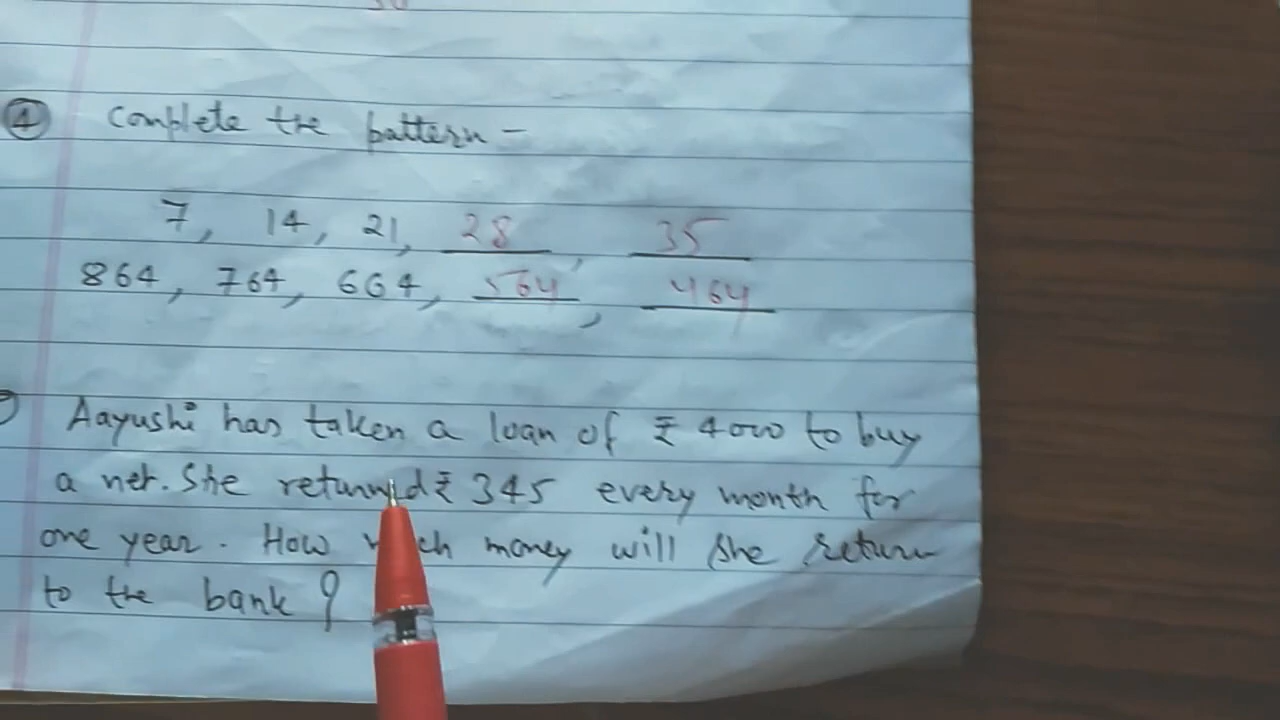 ④ Complete the pattern -
7, 14, 21, 28, 35
864, 764, 664, 564, 464
Aayushi has taken a loan of ₹ 4000 to buy
a net. She returned ₹ 345 every month for
one year. How much money will she return
to the bank?